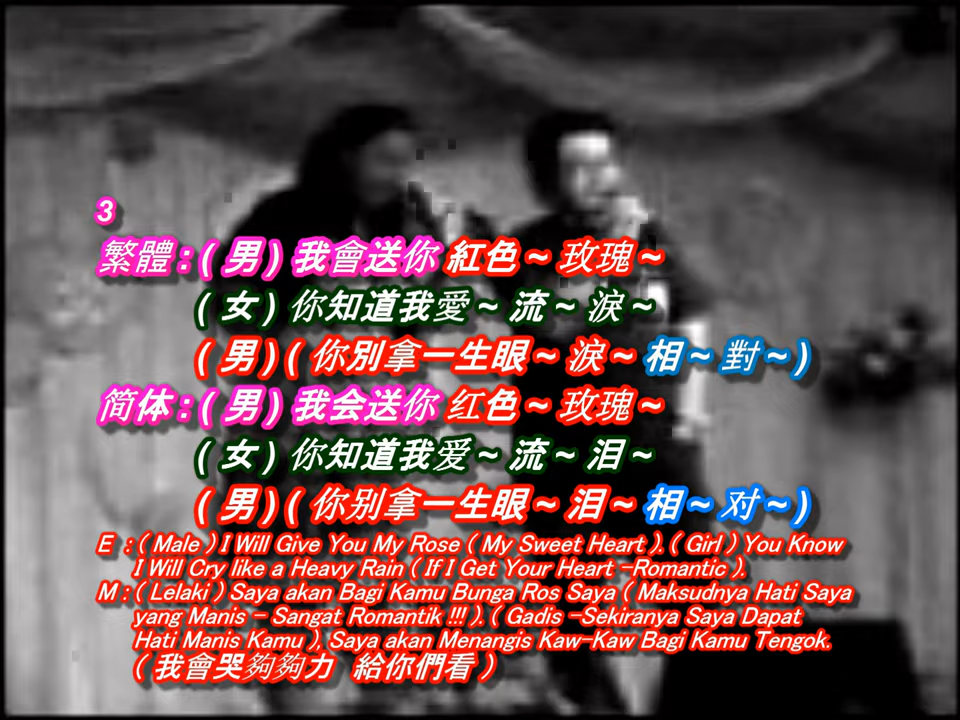 3
繁體 : ( 男 ) 我會送你 紅色 ~ 玫瑰 ~
( 女 ) 你知道我愛 ~ 流 ~ 淚 ~
( 男 ) ( 你別拿一生眼 ~ 淚 ~ 相 ~ 對 ~ )
简体 : ( 男 ) 我会送你 红色 ~ 玫瑰 ~
( 女 ) 你知道我爱 ~ 流 ~ 泪 ~
( 男 ) ( 你别拿一生眼 ~ 泪 ~ 相 ~ 对 ~ )
E : ( Male ) I Will Give You My Rose ( My Sweet Heart ). ( Girl ) You Know
I Will Cry like a Heavy Rain ( If I Get Your Heart -Romantic ).
M : ( Lelaki ) Saya akan Bagi Kamu Bunga Ros Saya ( Maksudnya Hati Saya
yang Manis - Sangat Romantik !!! ). ( Gadis -Sekiranya Saya Dapat
Hati Manis Kamu ), Saya akan Menangis Kaw-Kaw Bagi Kamu Tengok.
( 我會哭夠夠力 給你們看 )